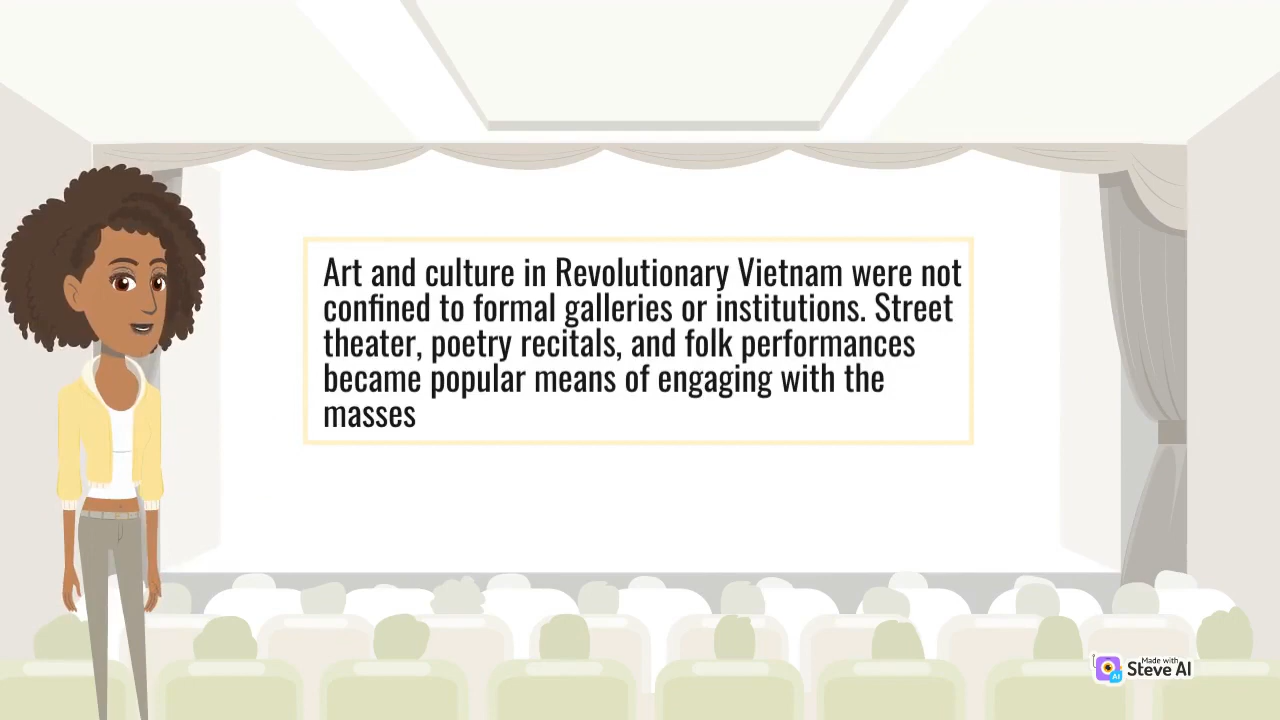 Art and culture in Revolutionary Vietnam were not
confined to formal galleries or institutions. Street
theater, poetry recitals, and folk performances
became popular means of engaging with the
masses
Made with
Steve AI
AI